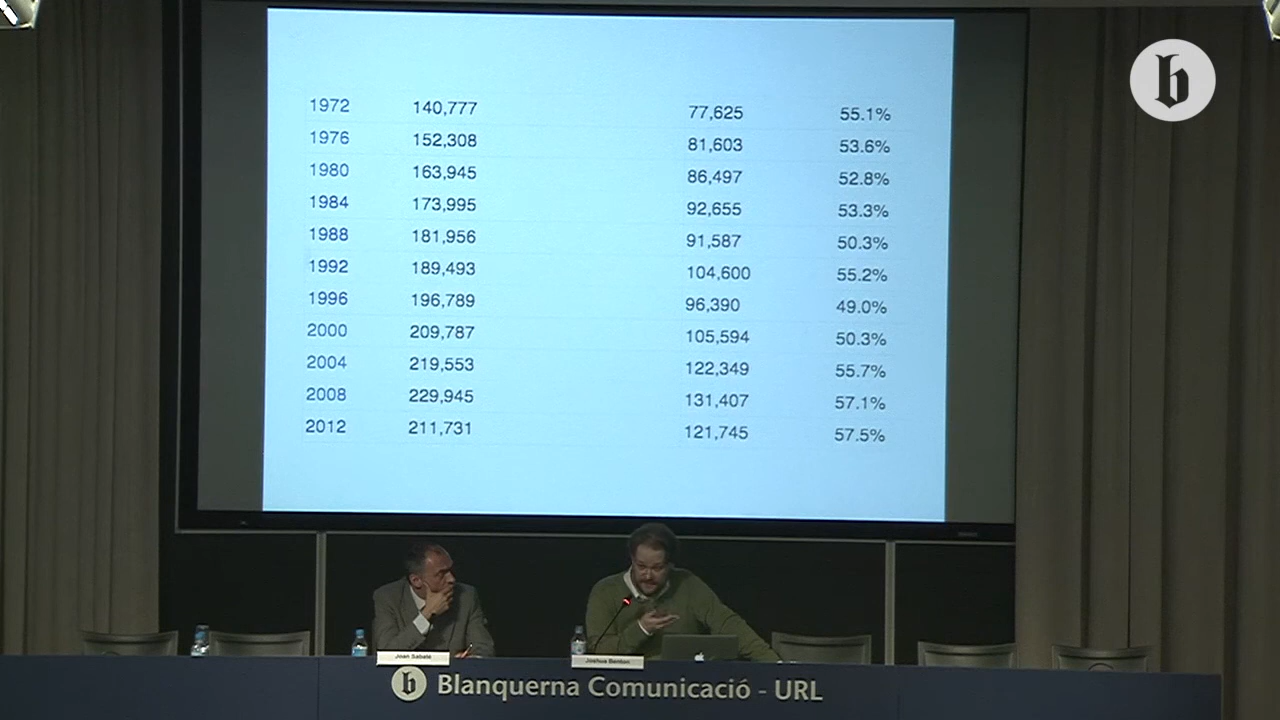 b
1972 140,777 77,625 55.1%
1976 152,308 81,603 53.6%
1980 163,945 86,497 52.8%
1984 173,995 92,655 53.3%
1988 181,956 91,587 50.3%
1992 189,493 104,600 55.2%
1996 196,789 96,390 49.0%
2000 209,787 105,594 50.3%
2004 219,553 122,349 55.7%
2008 229,945 131,407 57.1%
2012 211,731 121,745 57.5%
Joan Sabaté
Joshua Benton
b Blanquerna Comunicació - URL